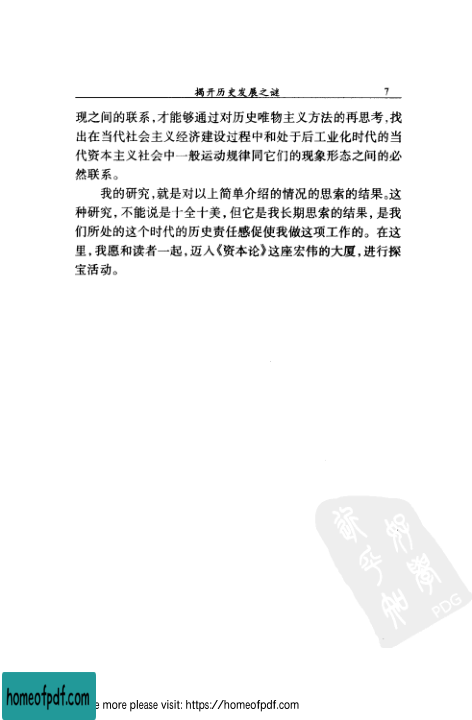 揭开历史发展之谜 7
现之间的联系,才能够通过对历史唯物主义方法的再思考,找
出在当代社会主义经济建设过程中和处于后工业化时代的当
代资本主义社会中一般运动规律同它们的现象形态之间的必
然联系。
我的研究,就是对以上简单介绍的情况的思索的结果。这
种研究,不能说是十全十美,但它是我长期思索的结果,是我
们所处的这个时代的历史责任感促使我做这项工作的。在这
里,我愿和读者一起,迈入《资本论》这座宏伟的大厦,进行探
宝活动。
PDG
homeofpdf.com
e more please visit: https://homeofpdf.com